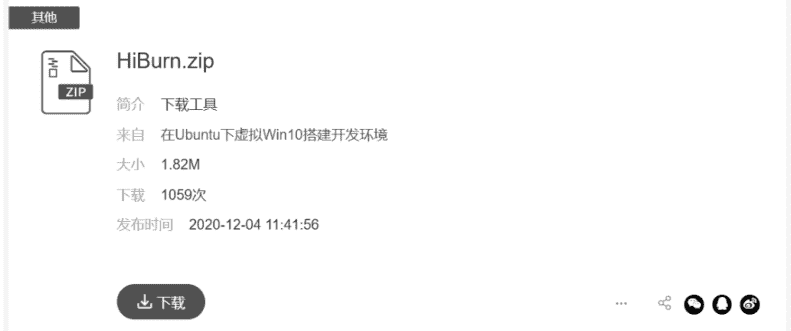 其他
ZIP
HiBurn.zip
简介 下载工具
来自 在Ubuntu下虚拟Win10搭建开发环境
大小 1.82M
下载 1059次
发布时间 2020-12-04 11:41:56
下载